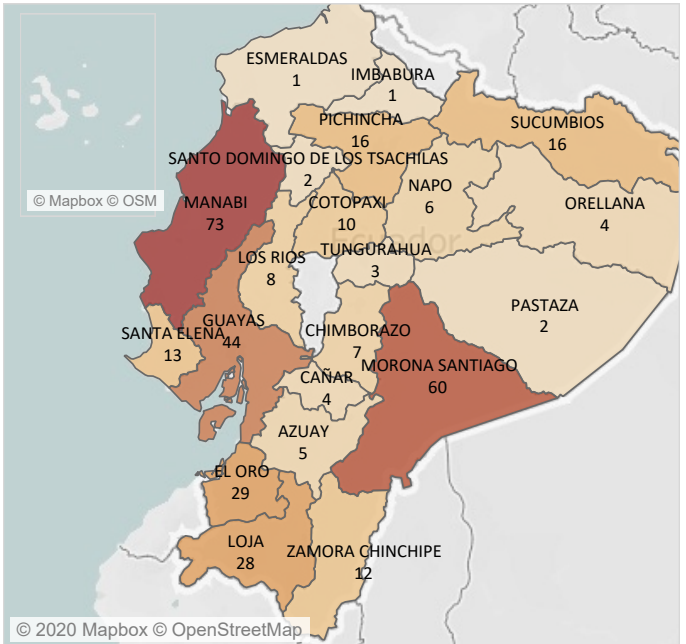 ESMERALDAS
1
IMBABURA
1
PICHINCHA
16
SUCUMBIOS
16
SANTO DOMINGO DE LOS TSACHILAS
2
© Mapbox © OSM
MANABI
73
COTOPAXI
10
NAPO
6
ORELLANA
4
Ecuador
TUNGURAHUA
3
LOS RIOS
8
PASTAZA
2
GUAYAS
44
SANTA ELENA
13
CHIMBORAZO
7
MORONA SANTIAGO
60
CAÑAR
4
AZUAY
5
EL ORO
29
LOJA
28
ZAMORA CHINCHIPE
12
© 2020 Mapbox © OpenStreetMap